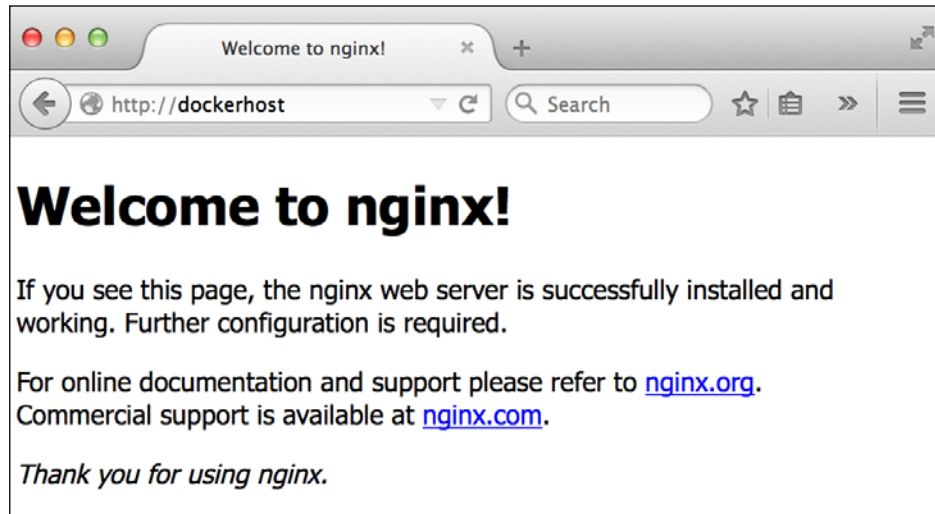 Welcome to nginx!
http://dockerhost
Search
Welcome to nginx!
If you see this page, the nginx web server is successfully installed and
working. Further configuration is required.
For online documentation and support please refer to nginx.org.
Commercial support is available at nginx.com.
Thank you for using nginx.